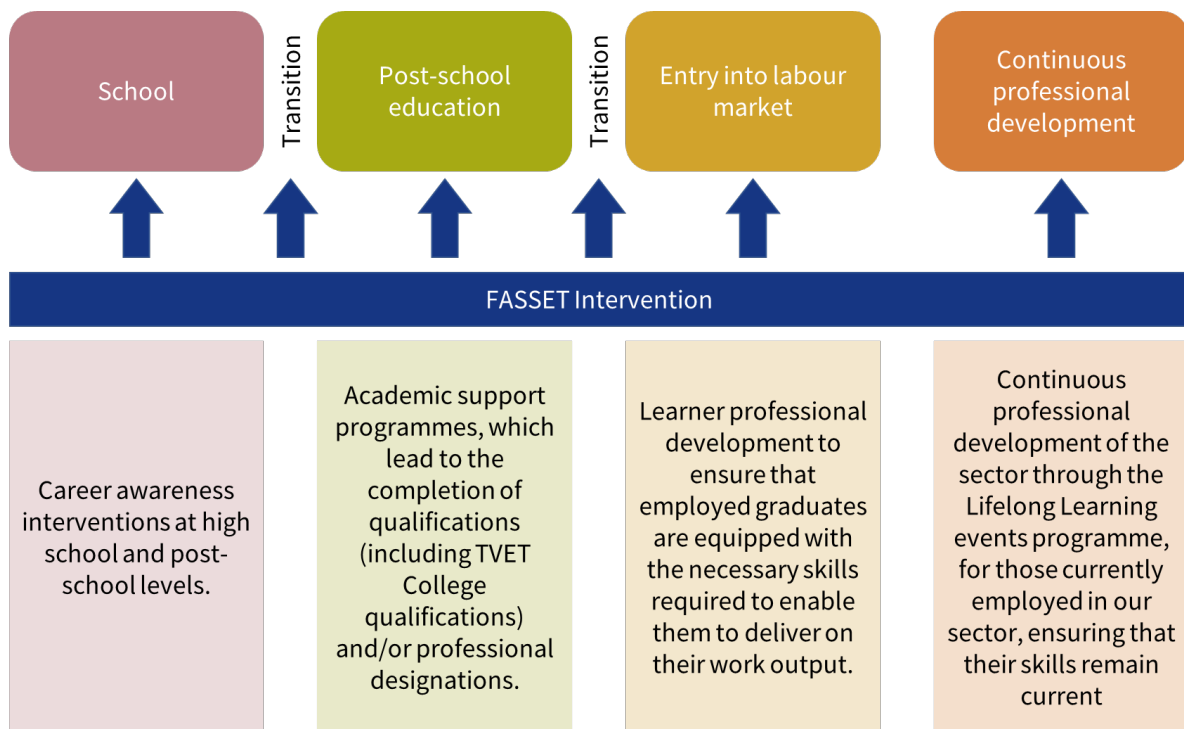 School
Transition
Post-school
education
Transition
Entry into labour
market
Continuous
professional
development
FASSET Intervention
Career awareness
interventions at high
school and post-
school levels.
Academic support
programmes, which
lead to the
completion of
qualifications
(including TVET
College
qualifications)
and/or professional
designations.
Learner professional
development to
ensure that
employed graduates
are equipped with
the necessary skills
required to enable
them to deliver on
their work output.
Continuous
professional
development of the
sector through the
Lifelong Learning
events programme,
for those currently
employed in our
sector, ensuring that
their skills remain
current